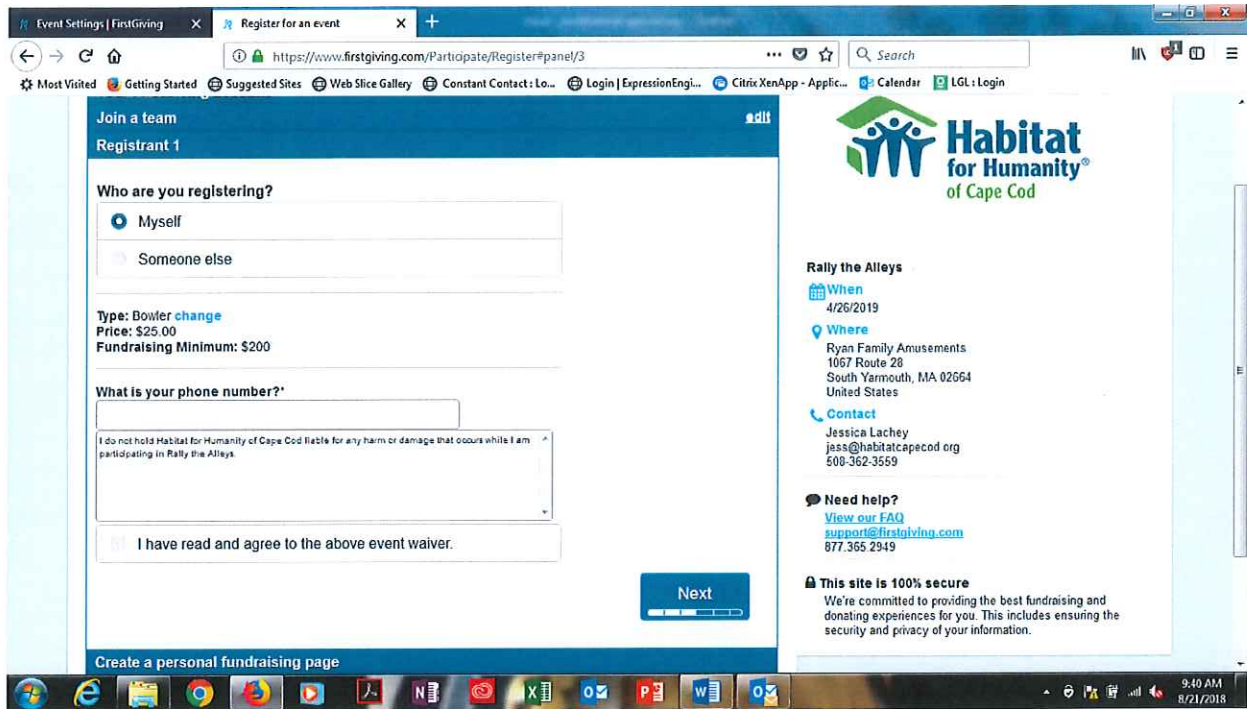 Event Settings | FirstGiving
Register for an event
https://www.firstgiving.com/Participate/Register#panel/3
Search
Most Visited Getting Started Suggested Sites Web Slice Gallery Constant Contact : Lo... Login | ExpressionEngi... Citrix XenApp - Applic... Calendar LGL : Login
Join a team
edit
Registrant 1
Who are you registering?
Myself
Someone else
Type: Bowler change
Price: $25.00
Fundraising Minimum: $200
What is your phone number?*
I do not hold Habitat for Humanity of Cape Cod liable for any harm or damage that occurs while I am
participating in Rally the Alleys.
I have read and agree to the above event waiver.
Next
Create a personal fundraising page
Habitat
for Humanity®
of Cape Cod
Rally the Alleys
When
4/26/2019
Where
Ryan Family Amusements
1067 Route 28
South Yarmouth, MA 02664
United States
Contact
Jessica Lachey
jess@habitatcapecod.org
508-362-3559
Need help?
View our FAQ
support@firstgiving.com
877.365.2949
This site is 100% secure
We're committed to providing the best fundraising and
donating experiences for you. This includes ensuring the
security and privacy of your information.
9:40 AM
8/21/2018